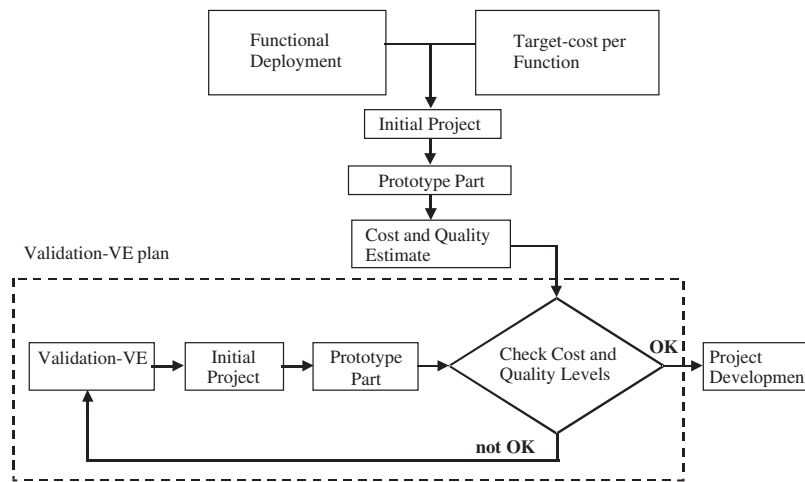 Functional
Deployment
Target-cost per
Function
Initial Project
Prototype Part
Cost and Quality
Estimate
Validation-VE plan
Validation-VE
Initial
Project
Prototype
Part
Check Cost and
Quality Levels
OK
Project
Development
not OK